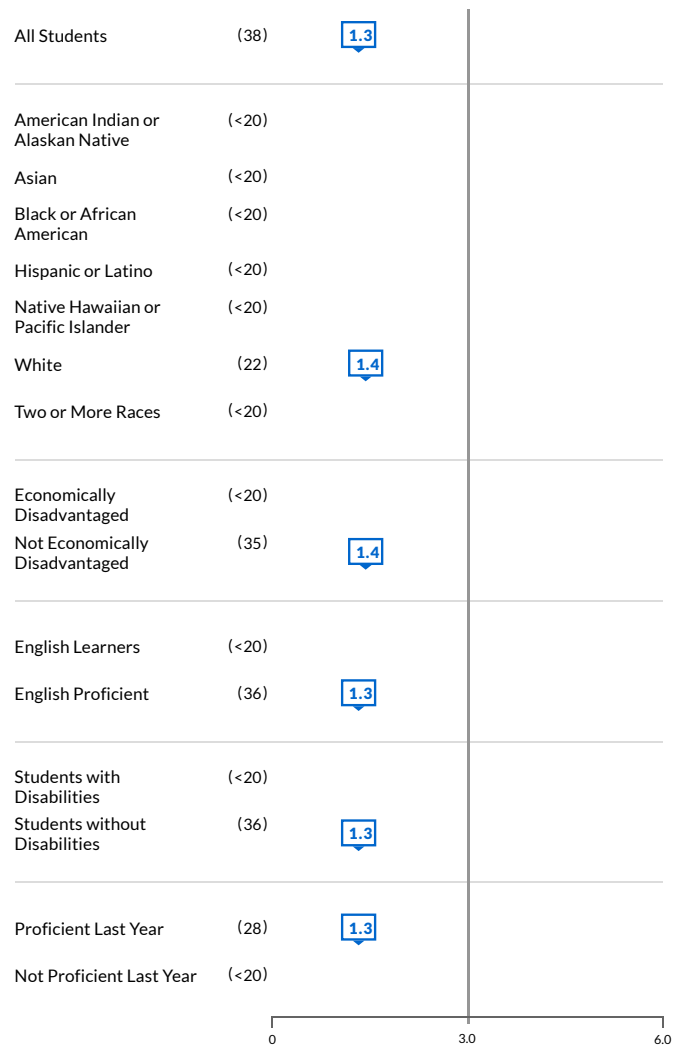 All Students (38) 1.3
American Indian or (<20)
Alaskan Native
Asian (<20)
Black or African (<20)
American
Hispanic or Latino (<20)
Native Hawaiian or (<20)
Pacific Islander
White (22) 1.4
Two or More Races (<20)
Economically (<20)
Disadvantaged
Not Economically (35) 1.4
Disadvantaged
English Learners (<20)
English Proficient (36) 1.3
Students with (<20)
Disabilities
Students without (36) 1.3
Disabilities
Proficient Last Year (28) 1.3
Not Proficient Last Year (<20)
0 3.0 6.0